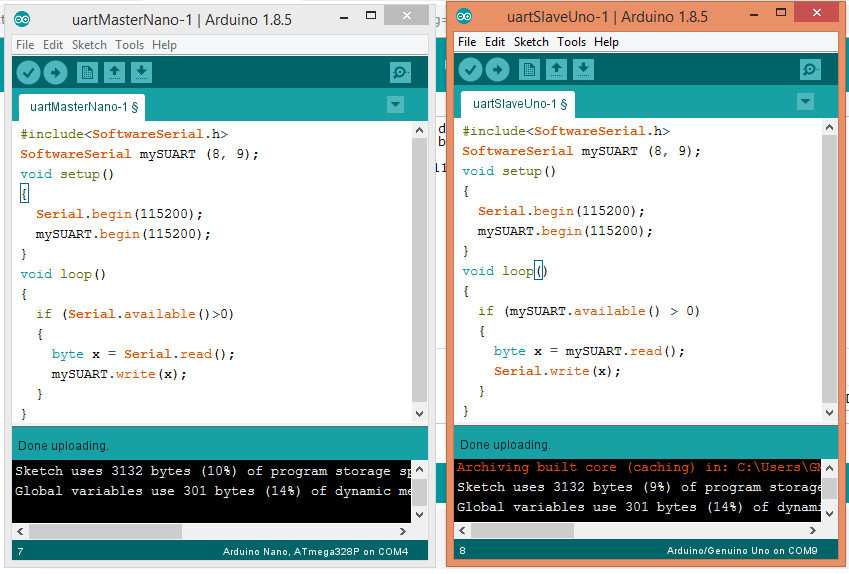 uartMasterNano-1 | Arduino 1.8.5
File Edit Sketch Tools Help
uartMasterNano-1 §
#include<SoftwareSerial.h>
SoftwareSerial mySUART (8, 9);
void setup()
{
  Serial.begin(115200);
  mySUART.begin(115200);
}
void loop()
{
  if (Serial.available()>0)
  {
    byte x = Serial.read();
    mySUART.write(x);
  }
}
Done uploading.
Sketch uses 3132 bytes (10%) of program storage sp
Global variables use 301 bytes (14%) of dynamic me
7 Arduino Nano, ATmega328P on COM4
uartSlaveUno-1 | Arduino 1.8.5
File Edit Sketch Tools Help
uartSlaveUno-1 §
#include<SoftwareSerial.h>
SoftwareSerial mySUART (8, 9);
void setup()
{
  Serial.begin(115200);
  mySUART.begin(115200);
}
void loop()
{
  if (mySUART.available() > 0)
  {
    byte x = mySUART.read();
    Serial.write(x);
  }
}
Done uploading.
Archiving built core (caching) in: C:\Users\GM
Sketch uses 3132 bytes (9%) of program storage
Global variables use 301 bytes (14%) of dynami
8 Arduino/Genuino Uno on COM9